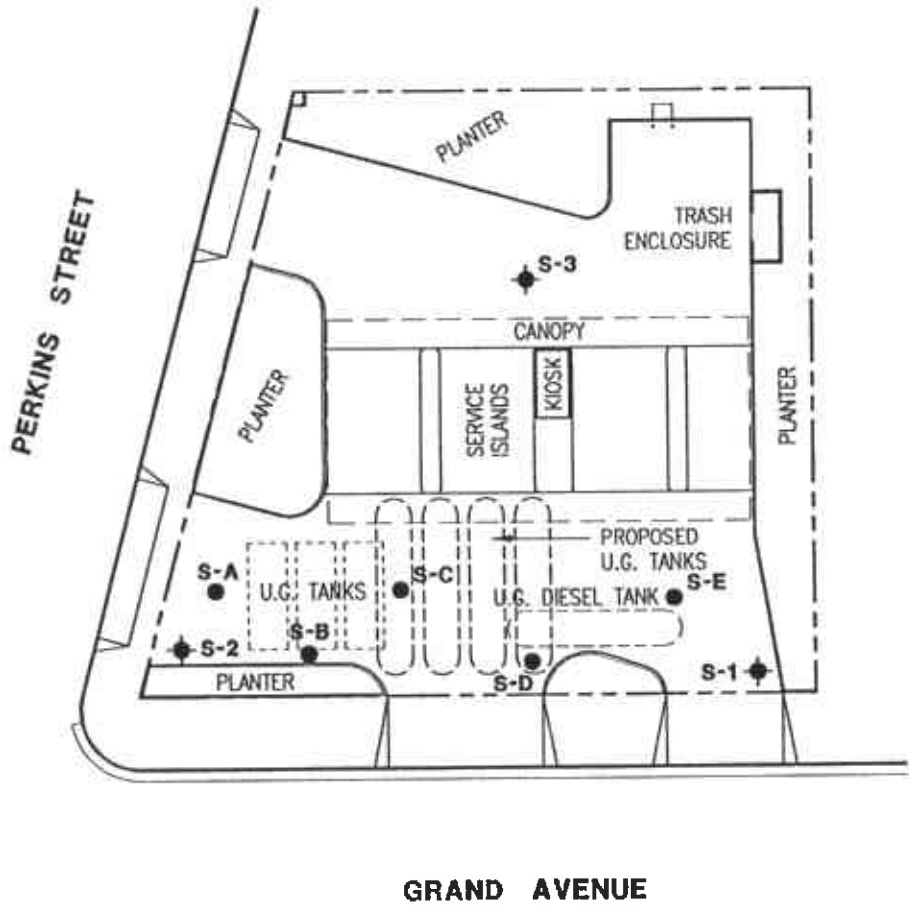 PLANTER
PERKINS STREET
TRASH
ENCLOSURE
S-3
CANOPY
PLANTER
SERVICE
ISLANDS
KIOSK
PLANTER
PROPOSED
U.G. TANKS
S-A
U.G. TANKS
S-C
U.G. DIESEL TANK
S-E
S-2
S-B
S-D
S-1
PLANTER
GRAND AVENUE